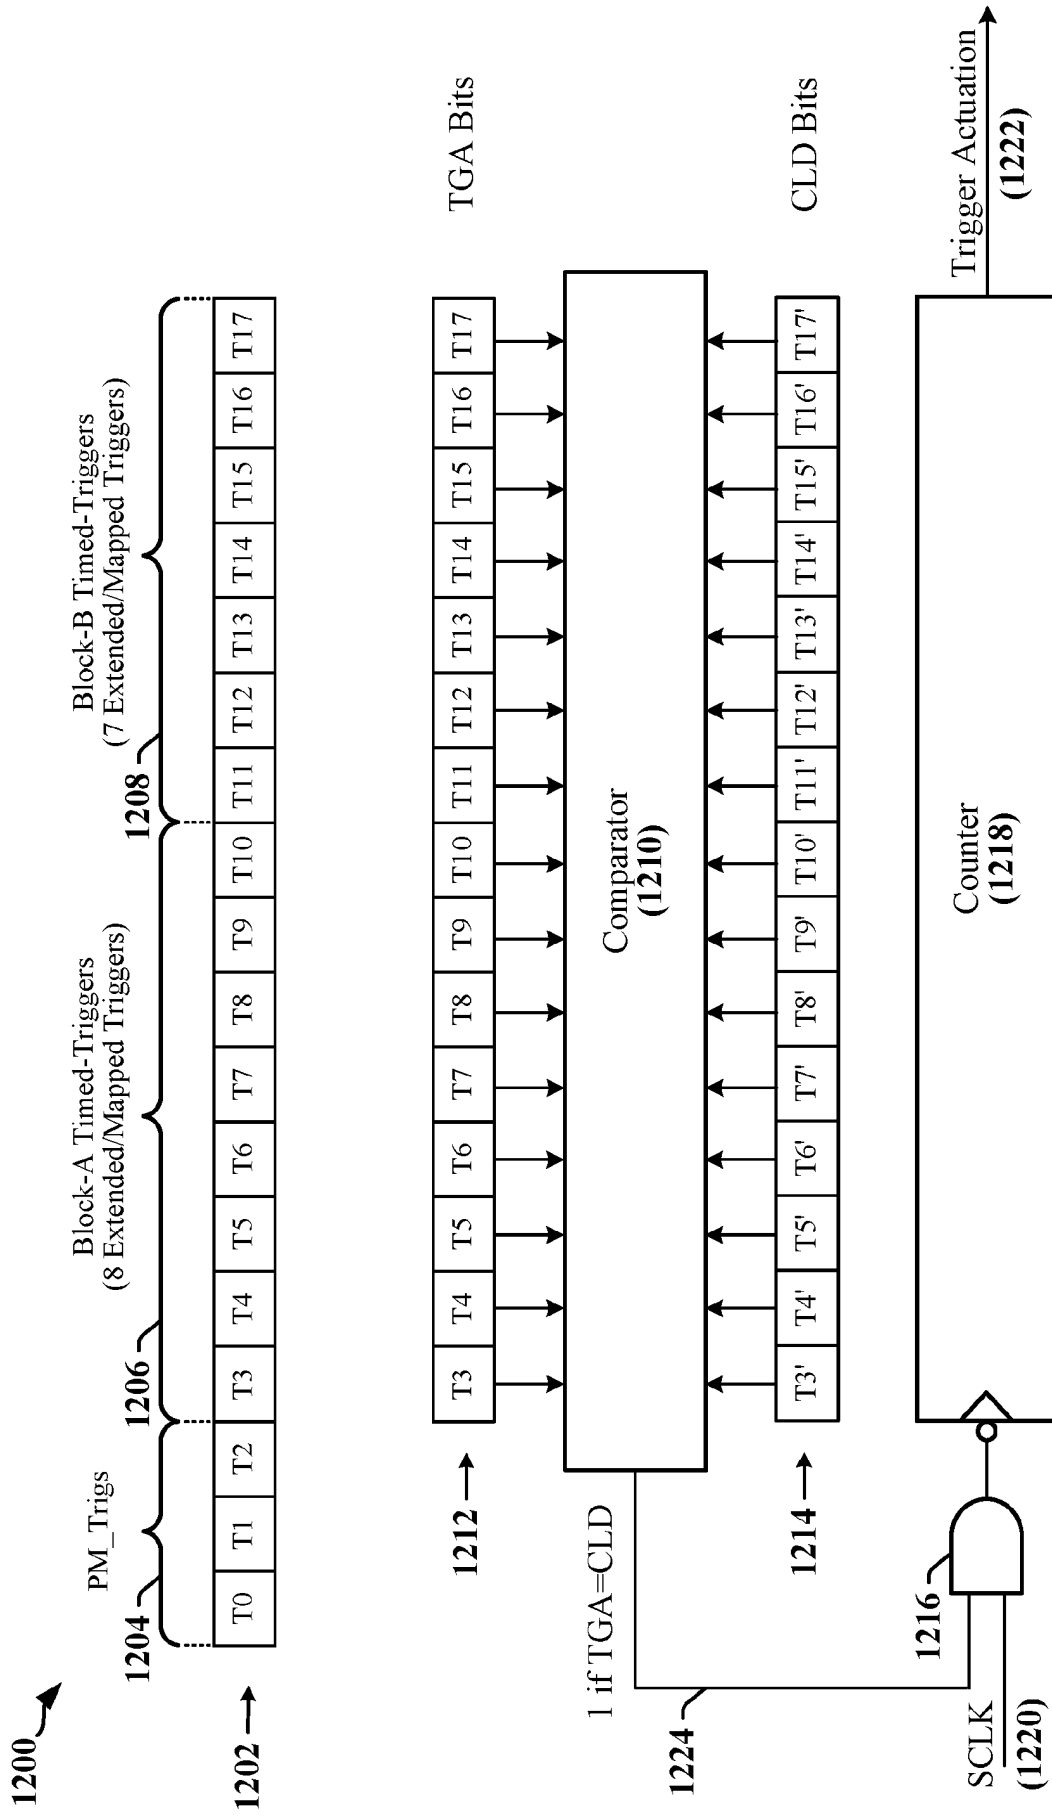 1200
PM_Trigs
Block-A Timed-Triggers
(8 Extended/Mapped Triggers)
Block-B Timed-Triggers
(7 Extended/Mapped Triggers)
1204
1206
1208
1202
T0 T1 T2 T3 T4 T5 T6 T7 T8 T9 T10 T11 T12 T13 T14 T15 T16 T17
1212
T3 T4 T5 T6 T7 T8 T9 T10 T11 T12 T13 T14 T15 T16 T17
TGA Bits
1 if TGA=CLD
Comparator
(1210)
1224
1214
T3' T4' T5' T6' T7' T8' T9' T10' T11' T12' T13' T14' T15' T16' T17'
CLD Bits
1216
SCLK
(1220)
Counter
(1218)
Trigger Actuation
(1222)